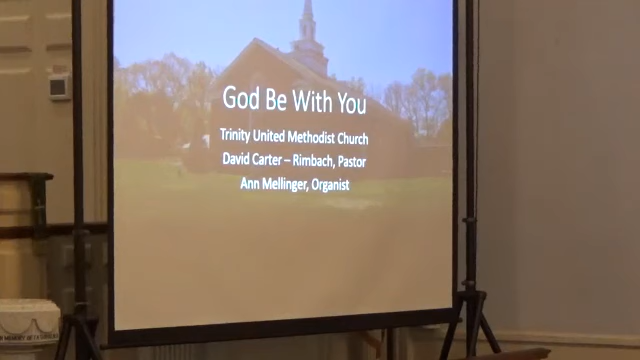 God Be With You
Trinity United Methodist Church
David Carter – Rimbach, Pastor
Ann Mellinger, Organist